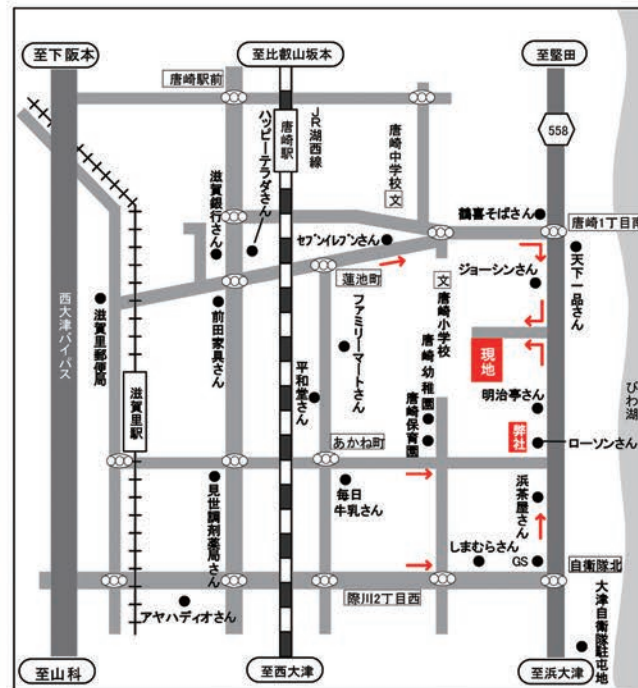 至下阪本
至比叡山坂本
至堅田
唐崎駅前
558
唐崎駅
JR湖西線
ハッピーテラダさん
滋賀銀行さん
唐崎中学校
文
鶴喜そばさん
唐崎1丁目南
セブンイレブンさん
ジョーシンさん
天下一品さん
蓮池町
文
唐崎小学校
西大津バイパス
滋賀里郵便局
前田家具さん
ファミリーマートさん
現地
びわ湖
滋賀里駅
平和堂さん
唐崎幼稚園
唐崎保育園
明治亭さん
あかね町
弊社
ローソンさん
見世調剤薬局さん
毎日
牛乳さん
浜茶屋さん
しまむらさん
GS
自衛隊北
際川2丁目西
アヤハディオさん
大津自衛隊駐屯地
至山科
至西大津
至浜大津